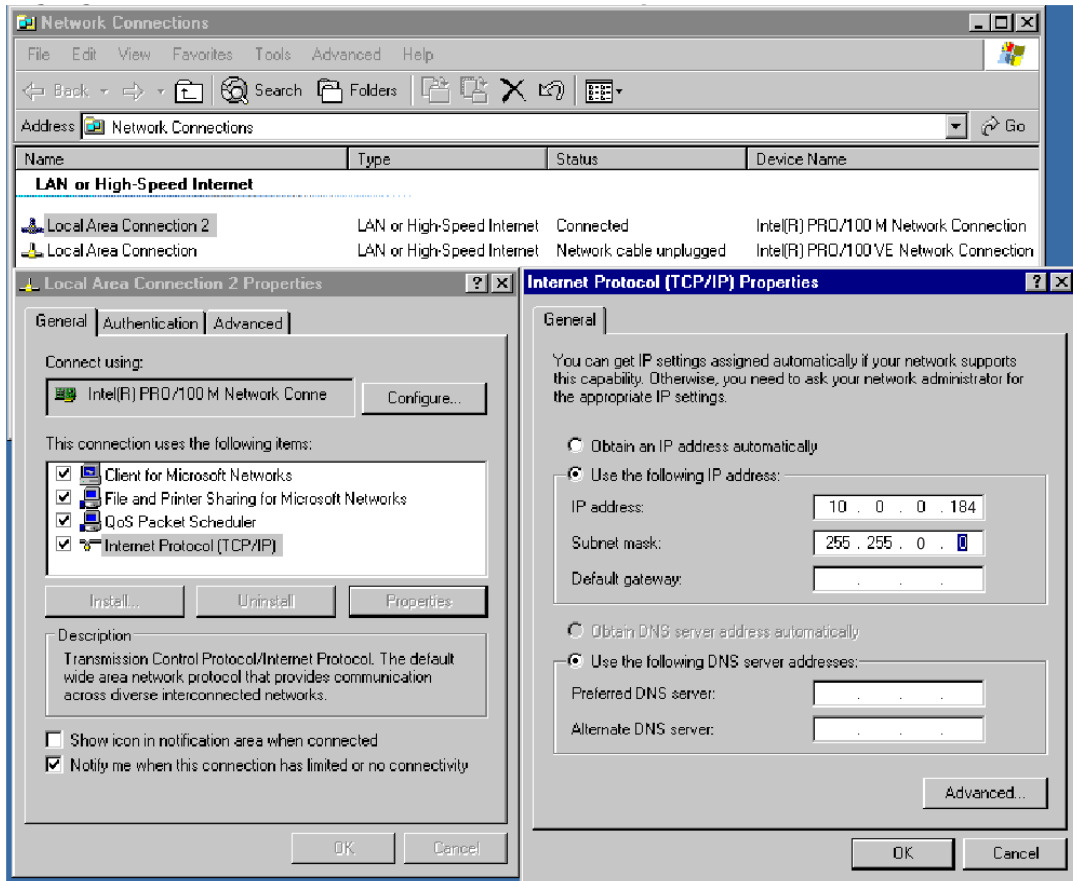 Network Connections
File Edit View Favorites Tools Advanced Help
Back Search Folders
Address Network Connections Go
Name Type Status Device Name
LAN or High-Speed Internet
Local Area Connection 2 LAN or High-Speed Internet Connected Intel(R) PRO/100 M Network Connection
Local Area Connection LAN or High-Speed Internet Network cable unplugged Intel(R) PRO/100 VE Network Connection
Local Area Connection 2 Properties
General Authentication Advanced
Connect using:
Intel(R) PRO/100 M Network Conne Configure...
This connection uses the following items:
Client for Microsoft Networks
File and Printer Sharing for Microsoft Networks
QoS Packet Scheduler
Internet Protocol (TCP/IP)
Install... Uninstall Properties
Description
Transmission Control Protocol/Internet Protocol. The default
wide area network protocol that provides communication
across diverse interconnected networks.
Show icon in notification area when connected
Notify me when this connection has limited or no connectivity
OK Cancel
Internet Protocol (TCP/IP) Properties
General
You can get IP settings assigned automatically if your network supports
this capability. Otherwise, you need to ask your network administrator for
the appropriate IP settings.
Obtain an IP address automatically
Use the following IP address:
IP address: 10 . 0 . 0 . 184
Subnet mask: 255 . 255 . 0 . 0
Default gateway: . . .
Obtain DNS server address automatically
Use the following DNS server addresses:
Preferred DNS server: . . .
Alternate DNS server: . . .
Advanced...
OK Cancel